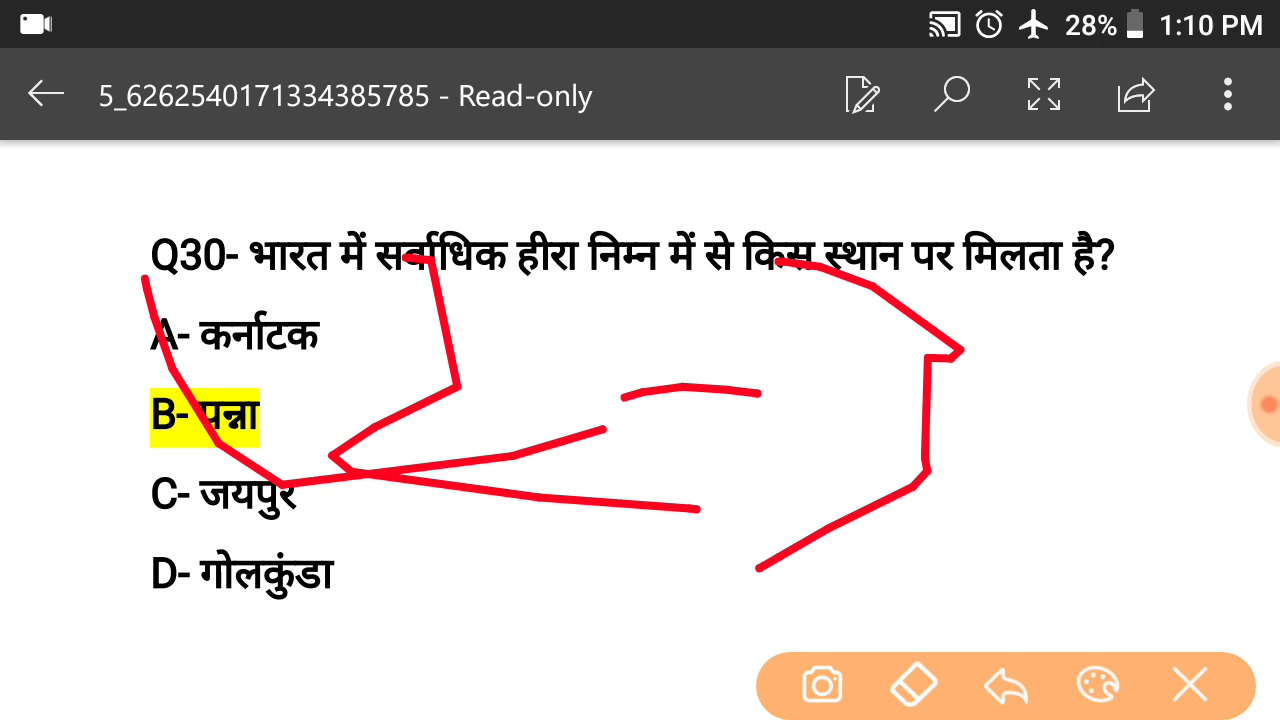 28% 1:10 PM
5_6262540171334385785 - Read-only
Q30- भारत में सर्वाधिक हीरा निम्न में से किस स्थान पर मिलता है?
A- कर्नाटक
B- पन्ना
C- जयपुर
D- गोलकुंडा